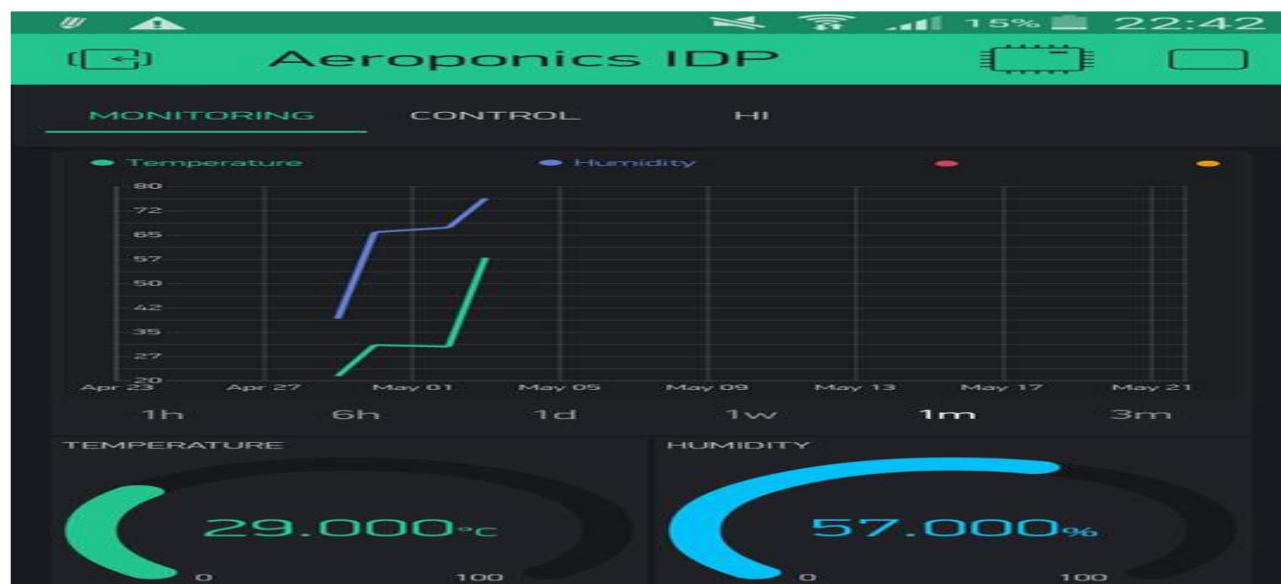 15% 22:42
Aeroponics IDP
MONITORING CONTROL HI
Temperature Humidity
80
72
65
57
50
42
35
27
20
Apr 23 Apr 27 May 01 May 05 May 09 May 13 May 17 May 21
1h 6h 1d 1w 1m 3m
TEMPERATURE HUMIDITY
29.000°C 57.000%
0 100 0 100